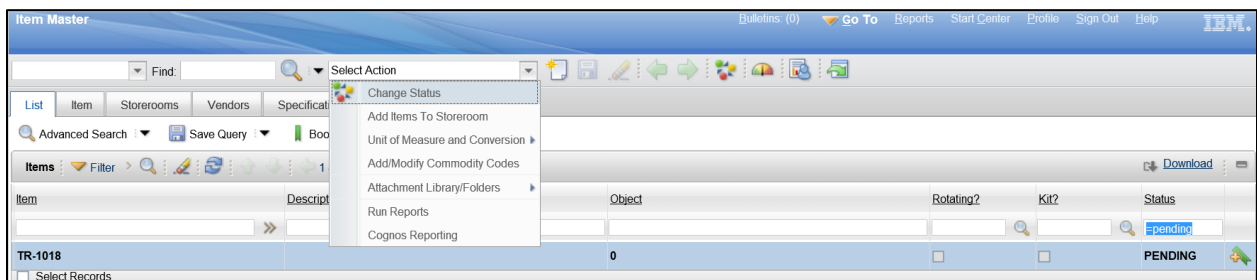 Item Master Bulletins: (0) Go To Reports Start Center Profile Sign Out Help IBM.
Find: Select Action
List Item Storerooms Vendors Specificati Change Status
Add Items To Storeroom
Advanced Search Save Query Boo Unit of Measure and Conversion
Items Filter > 1 Add/Modify Commodity Codes Download
Attachment Library/Folders
Item Descript Object Rotating? Kit? Status
Run Reports
» =pending
Cognos Reporting
TR-1018 0 PENDING
Select Records